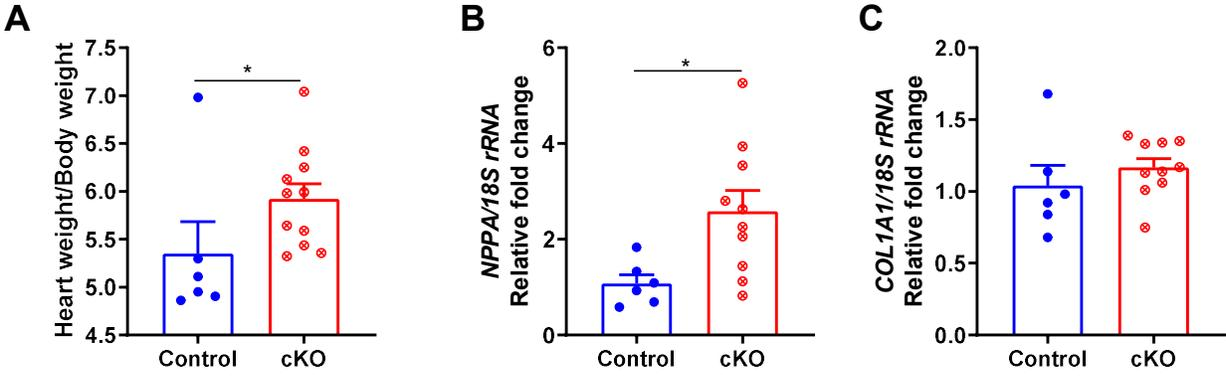 A
Heart weight/Body weight
7.5
7.0
6.5
6.0
5.5
5.0
4.5
*
Control
cKO
B
NPPA/18S rRNA
Relative fold change
6
4
2
0
*
Control
cKO
C
COL1A1/18S rRNA
Relative fold change
2.0
1.5
1.0
0.5
0.0
Control
cKO